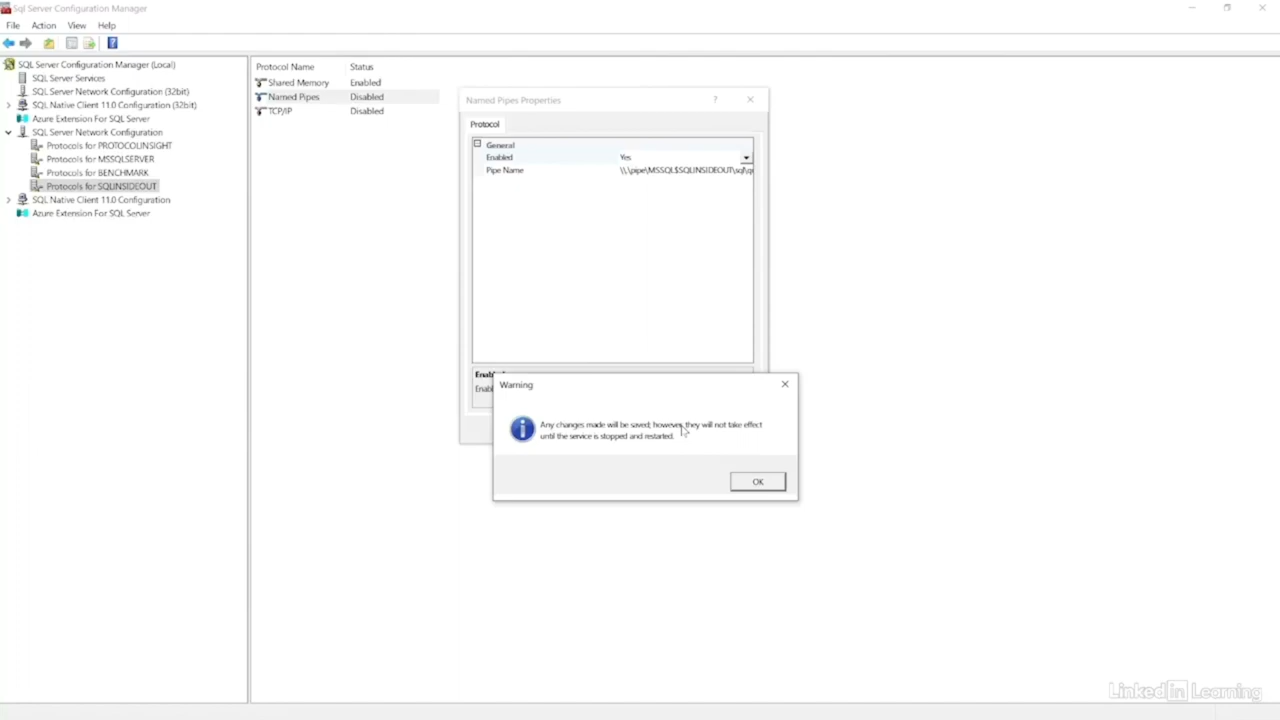 Sql Server Configuration Manager
File Action View Help
SQL Server Configuration Manager (Local)
SQL Server Services
SQL Server Network Configuration (32bit)
SQL Native Client 11.0 Configuration (32bit)
Azure Extension For SQL Server
SQL Server Network Configuration
Protocols for PROTOCOLINSIGHT
Protocols for MSSQLSERVER
Protocols for BENCHMARK
Protocols for SQLINSIDEOUT
SQL Native Client 11.0 Configuration
Azure Extension For SQL Server
Protocol Name Status
Shared Memory Enabled
Named Pipes Disabled
TCP/IP Disabled
Named Pipes Properties
Protocol
General
Enabled Yes
Pipe Name \\.\pipe\MSSQL$SQLINSIDEOUT\sql\q
Warning
Any changes made will be saved; however, they will not take effect
until the service is stopped and restarted.
OK
Linked in Learning